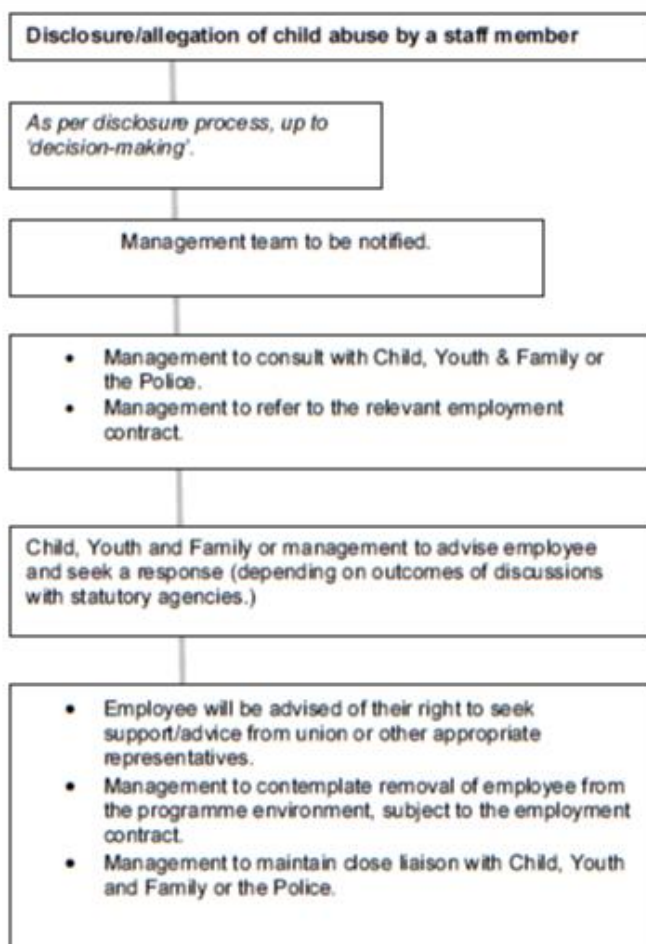 Disclosure/allegation of child abuse by a staff member
As per disclosure process, up to
'decision-making'.
Management team to be notified.
• Management to consult with Child, Youth & Family or
the Police.
• Management to refer to the relevant employment
contract.
Child, Youth and Family or management to advise employee
and seek a response (depending on outcomes of discussions
with statutory agencies.)
• Employee will be advised of their right to seek
support/advice from union or other appropriate
representatives.
• Management to contemplate removal of employee from
the programme environment, subject to the employment
contract.
• Management to maintain close liaison with Child, Youth
and Family or the Police.